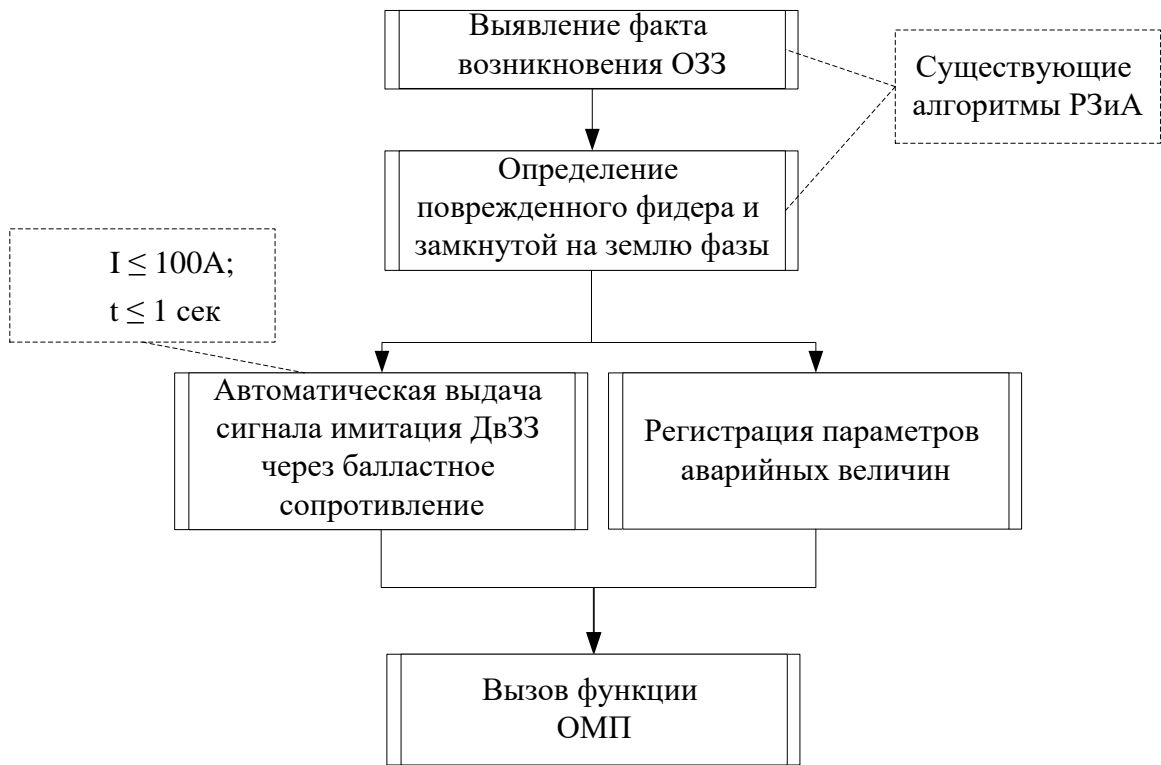 Выявление факта
возникновения ОЗЗ
Существующие
алгоритмы РЗиА
Определение
поврежденного фидера и
замкнутой на землю фазы
I ≤ 100А;
t ≤ 1 сек
Автоматическая выдача
сигнала имитация ДвЗЗ
через балластное
сопротивление
Регистрация параметров
аварийных величин
Вызов функции
ОМП